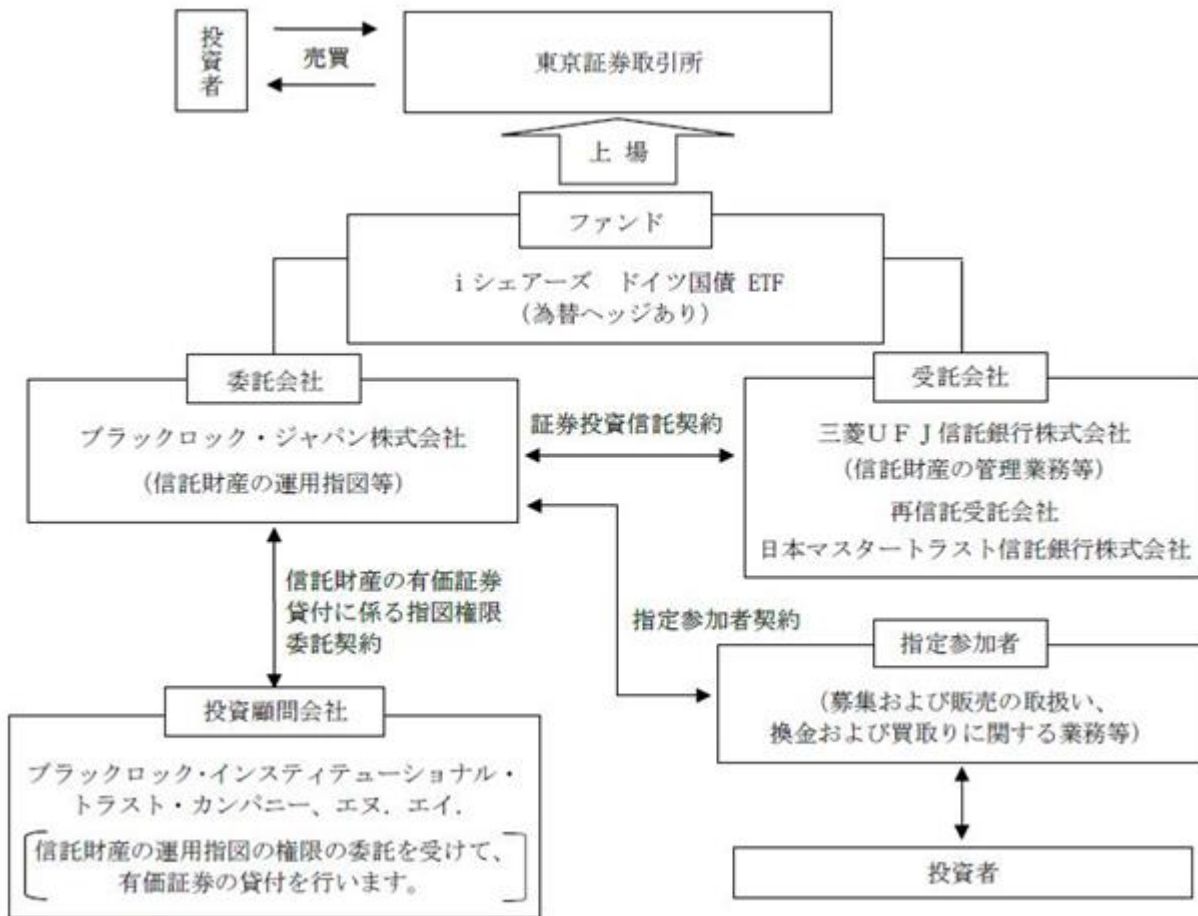 投資者
売買
東京証券取引所
上 場
ファンド
iシェアーズ ドイツ国債 ETF
(為替ヘッジあり)
委託会社
ブラックロック・ジャパン株式会社
(信託財産の運用指図等)
証券投資信託契約
受託会社
三菱UFJ信託銀行株式会社
(信託財産の管理業務等)
再信託受託会社
日本マスタートラスト信託銀行株式会社
信託財産の有価証券
貸付に係る指図権限
委託契約
指定参加者契約
指定参加者
(募集および販売の取扱い、
換金および買取りに関する業務等)
投資顧問会社
ブラックロック・インスティテューショナル・
トラスト・カンパニー、エヌ.エイ.
信託財産の運用指図の権限の委託を受けて、
有価証券の貸付を行います。
投資者